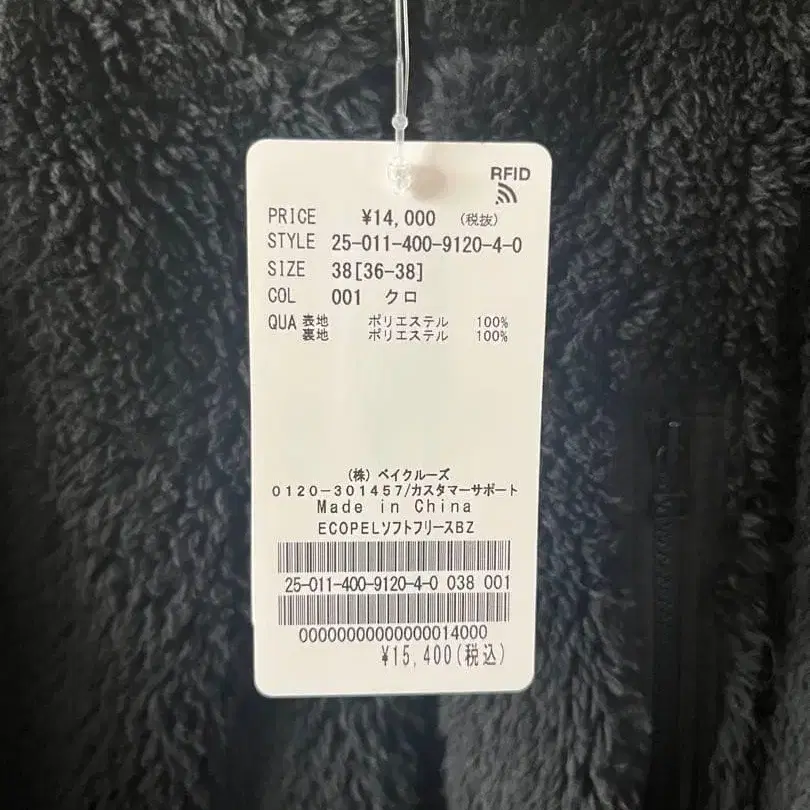 RFID
PRICE ¥14,000 (税抜)
STYLE 25-011-400-9120-4-0
SIZE 38[36-38]
COL 001 クロ
QUA 表地 ポリエステル 100%
裏地 ポリエステル 100%
(株) ベイクルーズ
0120-301457/カスタマーサポート
Made in China
ECOPELソフトフリースBZ
25-011-400-9120-4-0 038 001
00000000000000014000
¥15,400(税込)